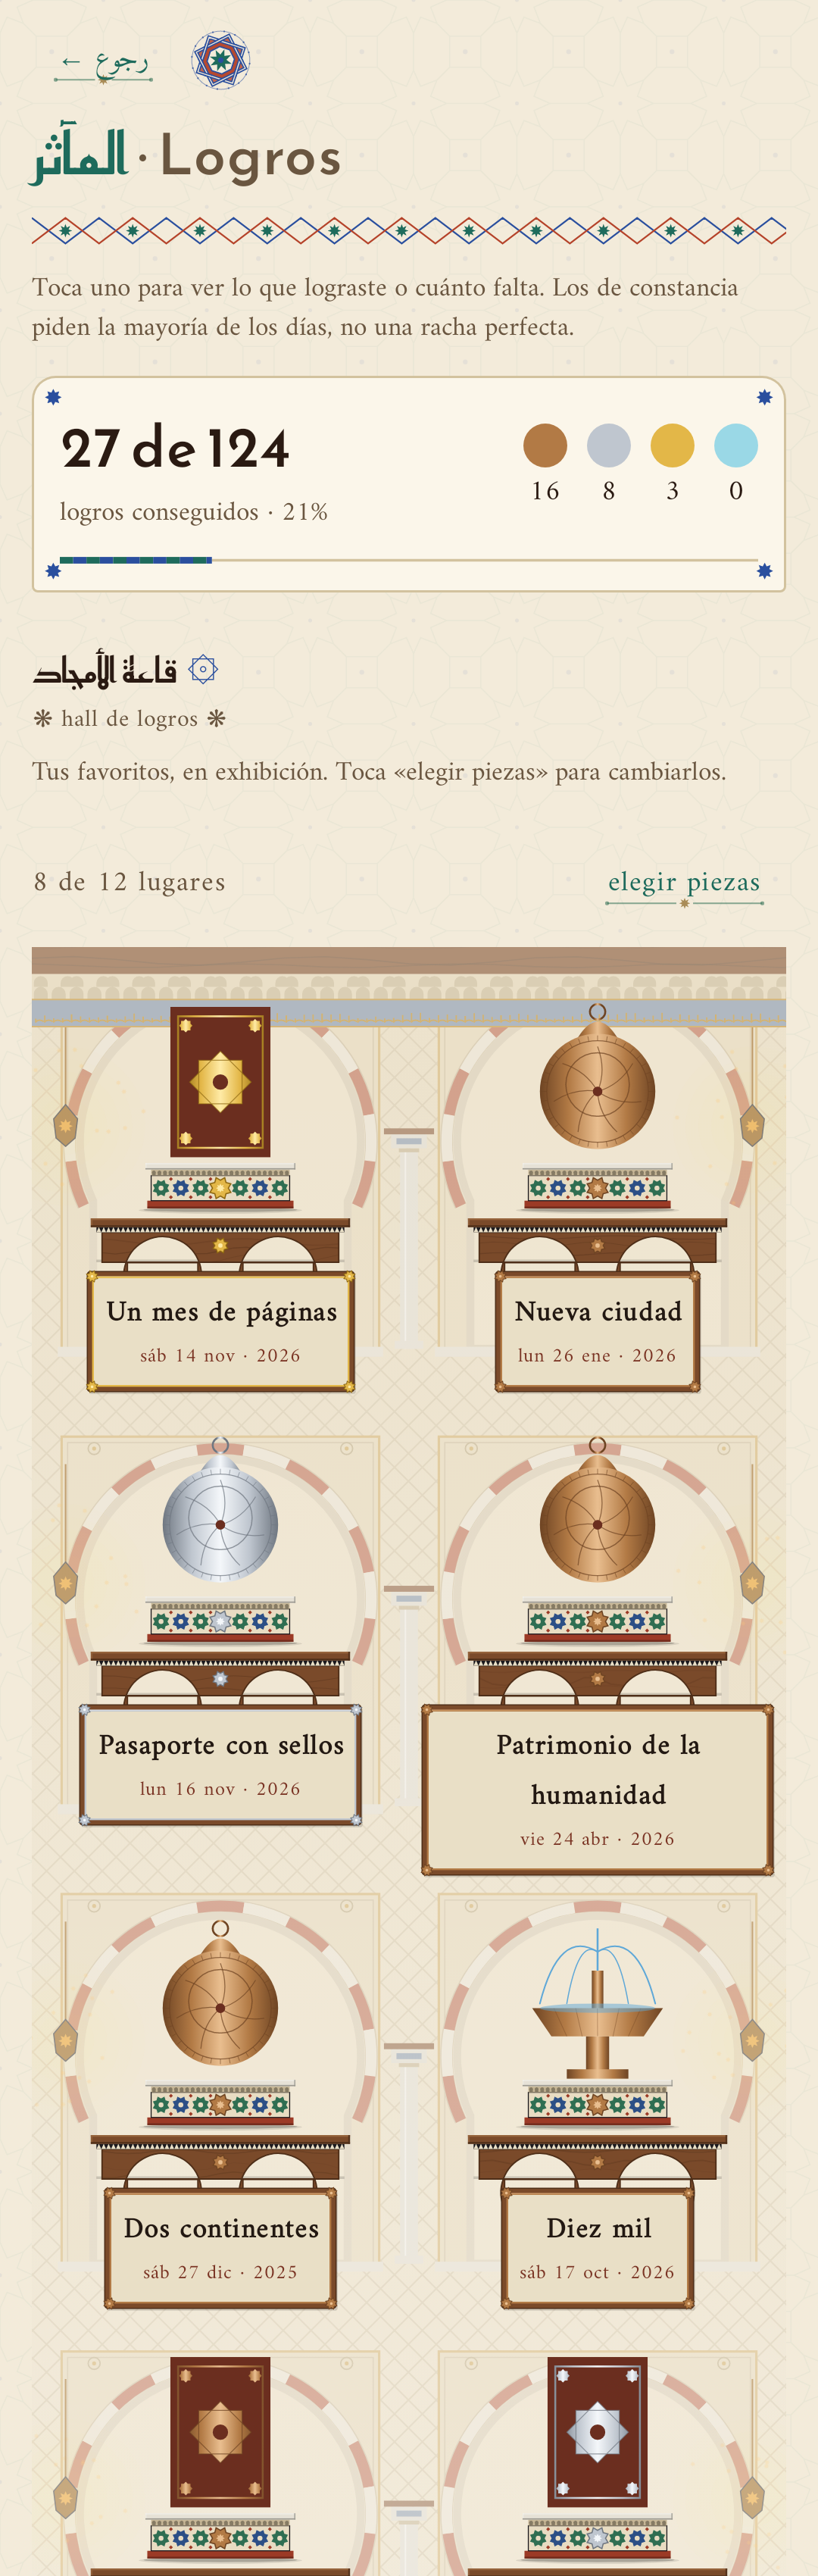 رجوع ←
المآثر · Logros
Toca uno para ver lo que lograste o cuánto falta. Los de constancia
piden la mayoría de los días, no una racha perfecta.
27 de 124
16 8 3 0
logros conseguidos · 21%
قاعة الأمجاد
❋ hall de logros ❋
Tus favoritos, en exhibición. Toca «elegir piezas» para cambiarlos.
8 de 12 lugares
elegir piezas
Un mes de páginas
sáb 14 nov · 2026
Nueva ciudad
lun 26 ene · 2026
Pasaporte con sellos
lun 16 nov · 2026
Patrimonio de la
humanidad
vie 24 abr · 2026
Dos continentes
sáb 27 dic · 2025
Diez mil
sáb 17 oct · 2026